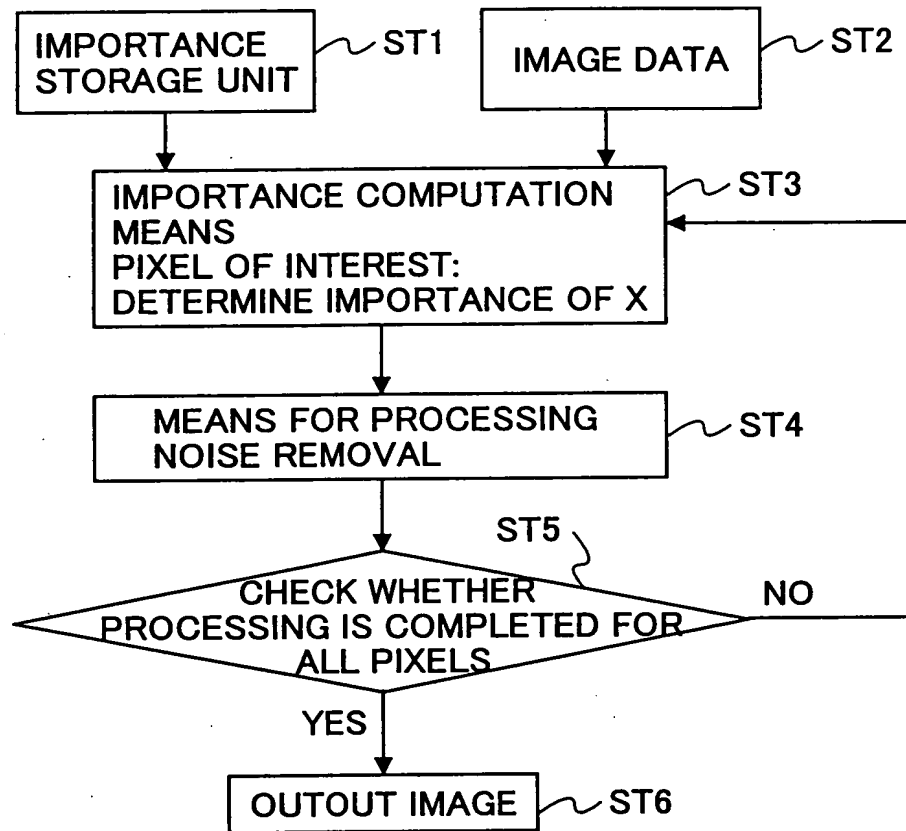 IMPORTANCE
STORAGE UNIT
ST1
IMAGE DATA
ST2
IMPORTANCE COMPUTATION
MEANS
PIXEL OF INTEREST:
DETERMINE IMPORTANCE OF X
ST3
MEANS FOR PROCESSING
NOISE REMOVAL
ST4
ST5
CHECK WHETHER
PROCESSING IS COMPLETED FOR
ALL PIXELS
NO
YES
OUTOUT IMAGE
ST6